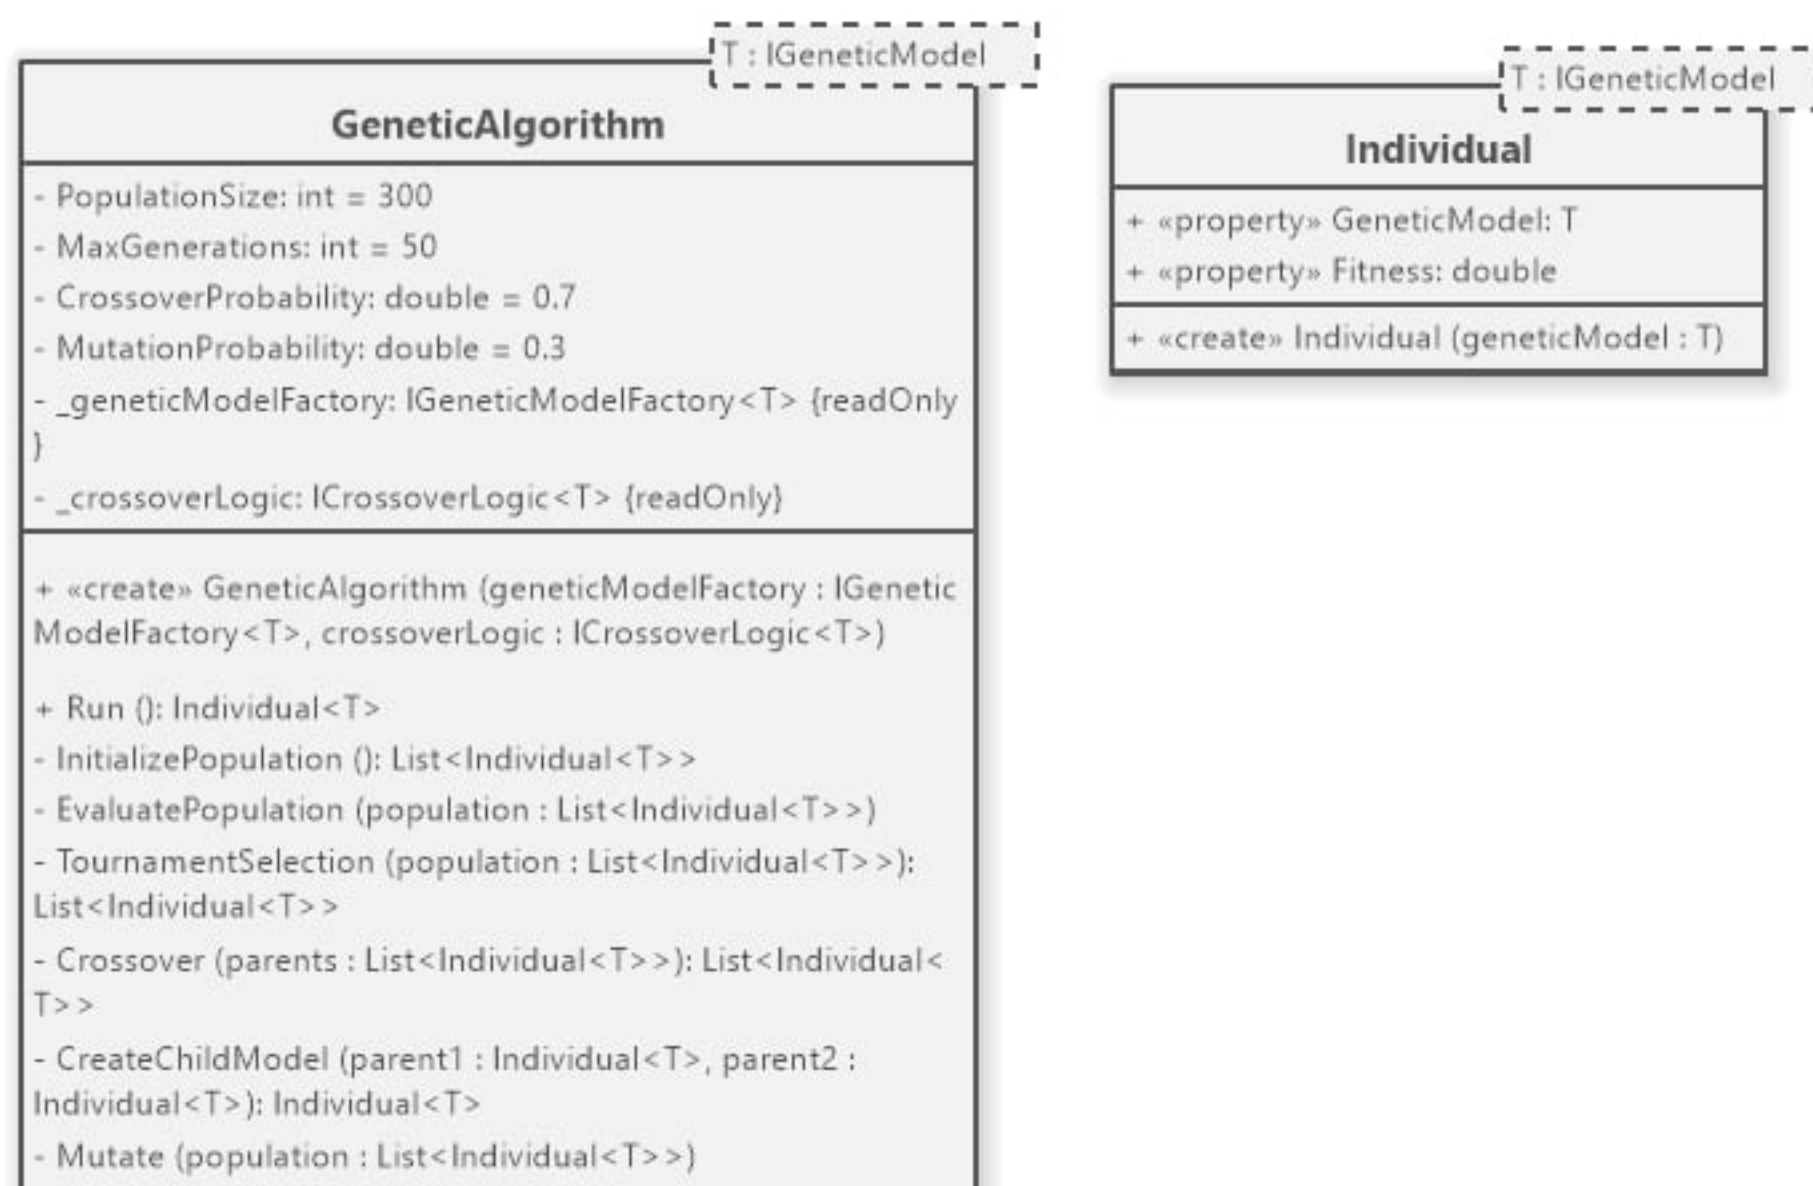 T : IGeneticModel
GeneticAlgorithm
- PopulationSize: int = 300
- MaxGenerations: int = 50
- CrossoverProbability: double = 0.7
- MutationProbability: double = 0.3
- _geneticModelFactory: IGeneticModelFactory<T> {readOnly
}
- _crossoverLogic: ICrossoverLogic<T> {readOnly}
+ «create» GeneticAlgorithm (geneticModelFactory : IGenetic
ModelFactory<T>, crossoverLogic : ICrossoverLogic<T>)
+ Run (): Individual<T>
- InitializePopulation (): List<Individual<T>>
- EvaluatePopulation (population : List<Individual<T>>)
- TournamentSelection (population : List<Individual<T>>):
List<Individual<T>>
- Crossover (parents : List<Individual<T>>): List<Individual<
T>>
- CreateChildModel (parent1 : Individual<T>, parent2 :
Individual<T>): Individual<T>
- Mutate (population : List<Individual<T>>)
T : IGeneticModel
Individual
+ «property» GeneticModel: T
+ «property» Fitness: double
+ «create» Individual (geneticModel : T)